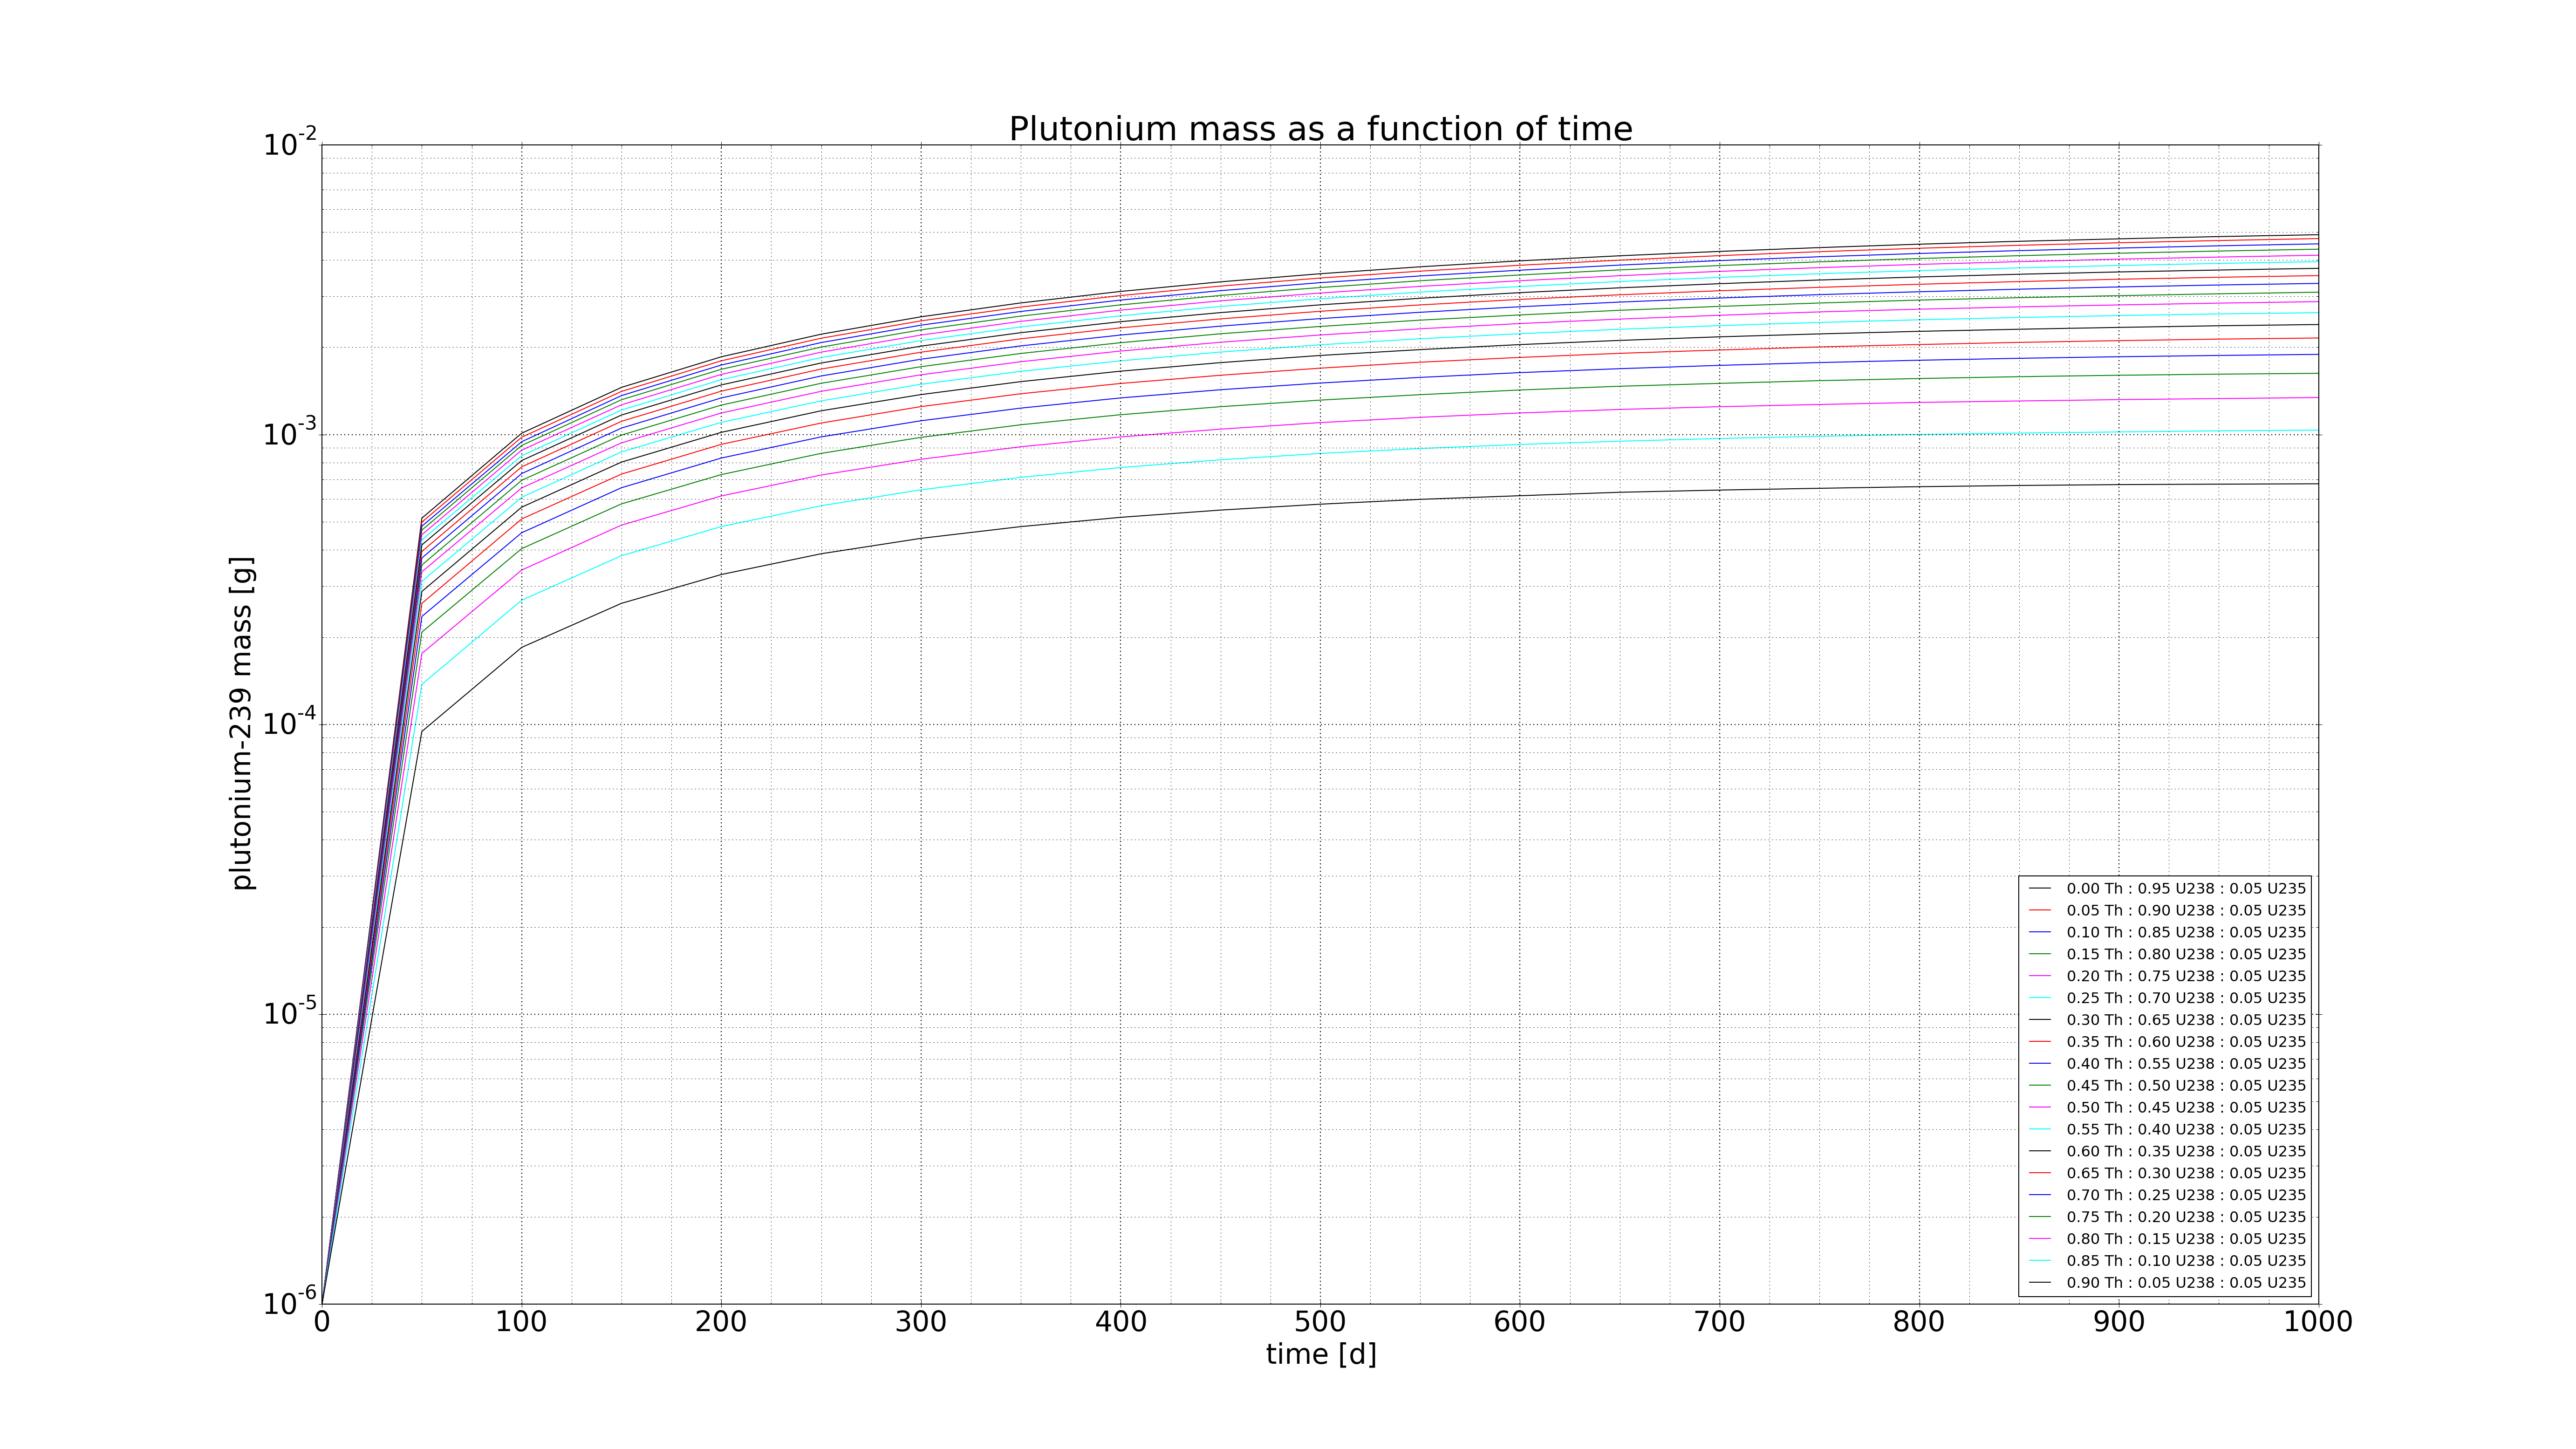 Plutonium mass as a function of time
10-2
10-3
10-4
10-5
10-6
plutonium-239 mass [g]
0.00 Th : 0.95 U238 : 0.05 U235
0.05 Th : 0.90 U238 : 0.05 U235
0.10 Th : 0.85 U238 : 0.05 U235
0.15 Th : 0.80 U238 : 0.05 U235
0.20 Th : 0.75 U238 : 0.05 U235
0.25 Th : 0.70 U238 : 0.05 U235
0.30 Th : 0.65 U238 : 0.05 U235
0.35 Th : 0.60 U238 : 0.05 U235
0.40 Th : 0.55 U238 : 0.05 U235
0.45 Th : 0.50 U238 : 0.05 U235
0.50 Th : 0.45 U238 : 0.05 U235
0.55 Th : 0.40 U238 : 0.05 U235
0.60 Th : 0.35 U238 : 0.05 U235
0.65 Th : 0.30 U238 : 0.05 U235
0.70 Th : 0.25 U238 : 0.05 U235
0.75 Th : 0.20 U238 : 0.05 U235
0.80 Th : 0.15 U238 : 0.05 U235
0.85 Th : 0.10 U238 : 0.05 U235
0.90 Th : 0.05 U238 : 0.05 U235
0 100 200 300 400 500 600 700 800 900 1000
time [d]